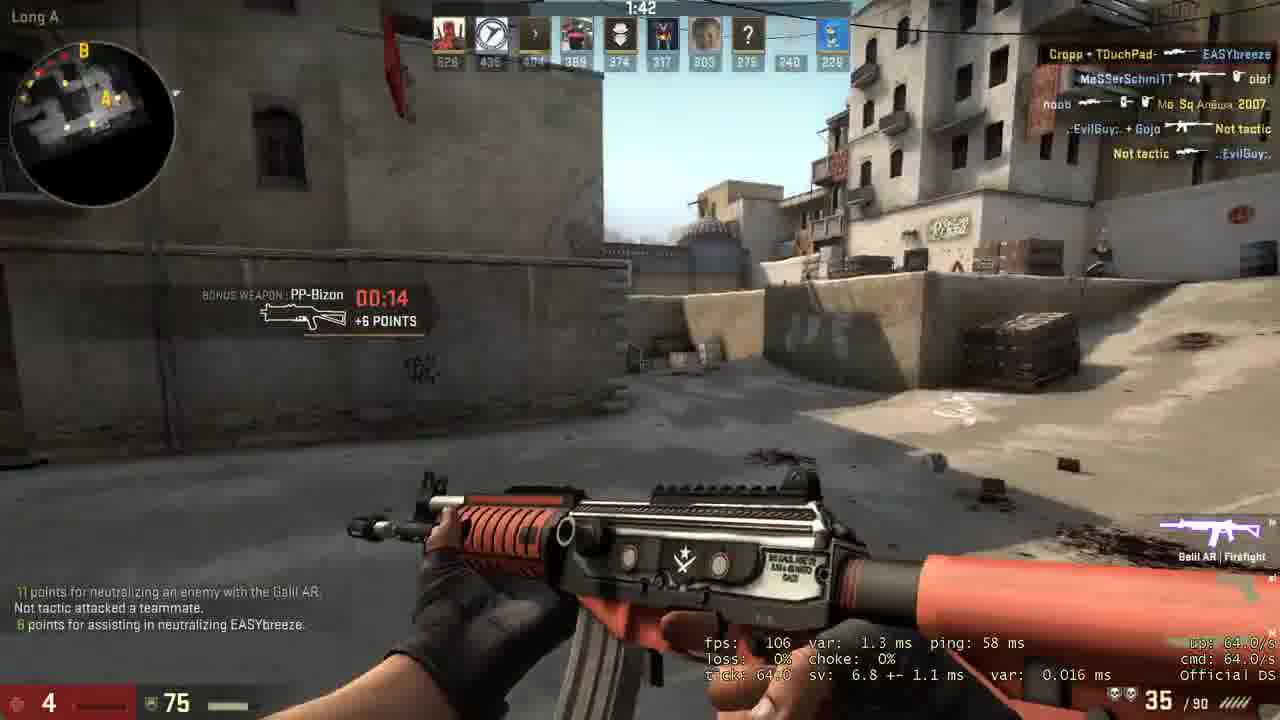 Long A
1:42
B
A
?
526 435 404 389 374 317 303 275 240 229
Cropp + TDuchPad- EASYbreeze
MeSSerSchmiTT olof
noob Mo Sq Алёша 2007.
.:EvilGuy:. + Gojo Not tactic
Not tactic .:EvilGuy:.
BONUS WEAPON: PP-Bizon 00:14
+6 POINTS
Galil AR | Firefight
11 points for neutralizing an enemy with the Galil AR.
Not tactic attacked a teammate.
6 points for assisting in neutralizing EASYbreeze.
fps: 106 var: 1.3 ms ping: 58 ms
loss: 0% choke: 0%
tick: 64.0 sv: 6.8 +- 1.1 ms var: 0.016 ms
up: 64.0/s
cmd: 64.0/s
Official DS
4 75
35 / 90